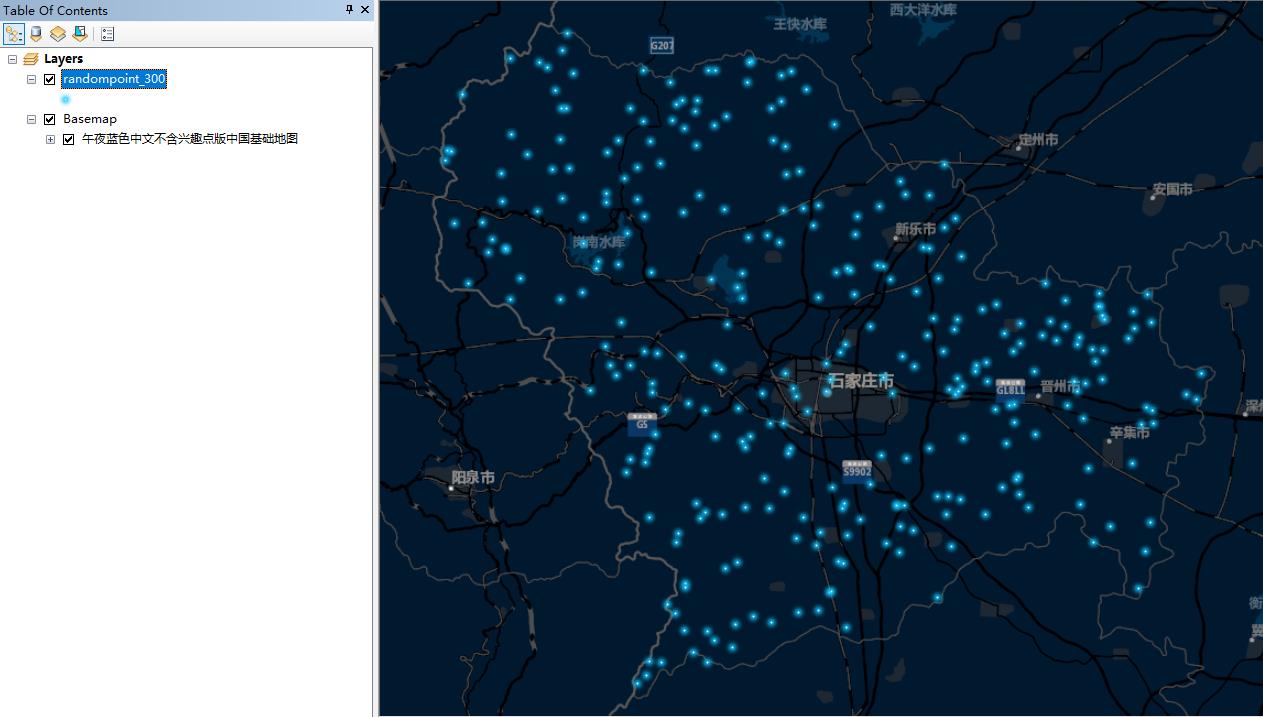 Table Of Contents
Layers
randompoint_300
Basemap
午夜蓝色中文不含兴趣点版中国基础地图
西大洋水库
王快水库
G207
定州市
安国市
新乐市
岗南水库
石家庄市
GL811
晋州市
深州
G5
辛集市
S9902
阳泉市
衡
冀